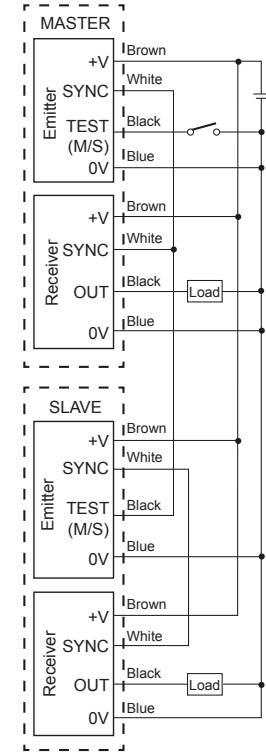 MASTER
Emitter
+V
Brown
SYNC
White
TEST
(M/S)
Black
0V
Blue
Receiver
+V
Brown
SYNC
White
OUT
Black
Load
0V
Blue
SLAVE
Emitter
+V
Brown
SYNC
White
TEST
(M/S)
Black
0V
Blue
Receiver
+V
Brown
SYNC
White
OUT
Black
Load
0V
Blue